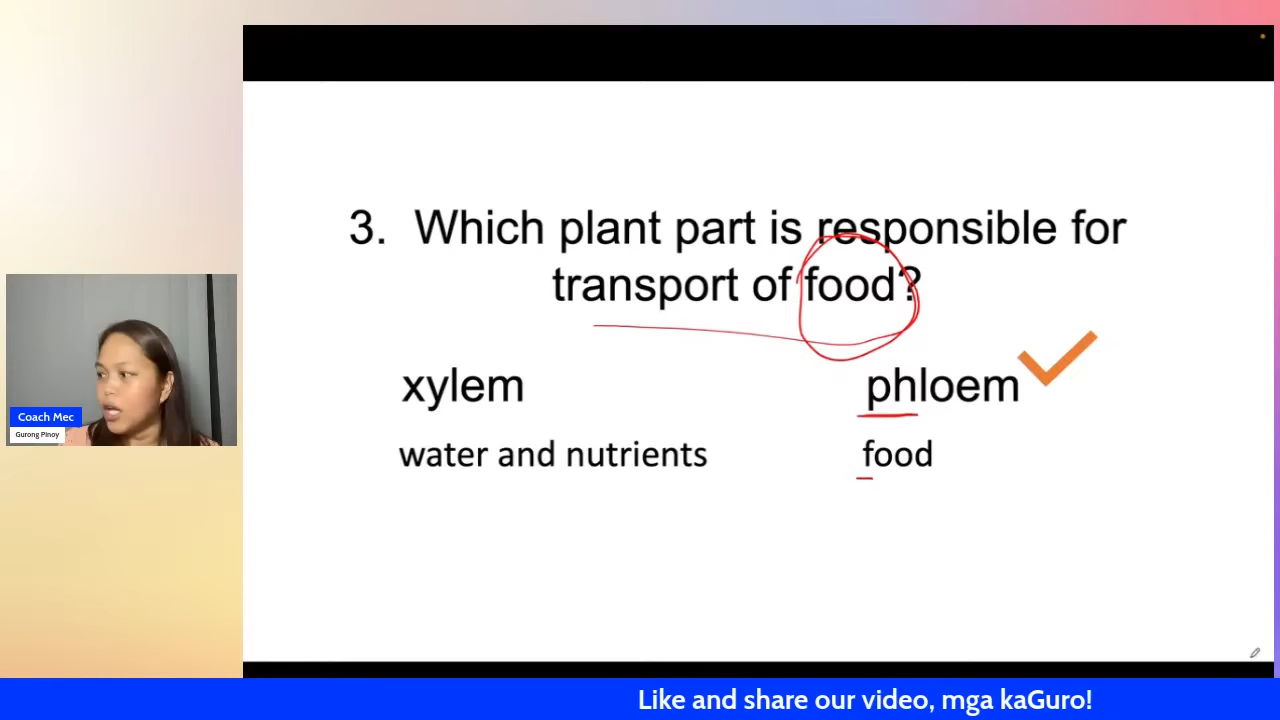 3. Which plant part is responsible for
transport of food?
xylem
phloem
water and nutrients
food
Coach Mec
Gurong Pinoy
Like and share our video, mga kaGuro!